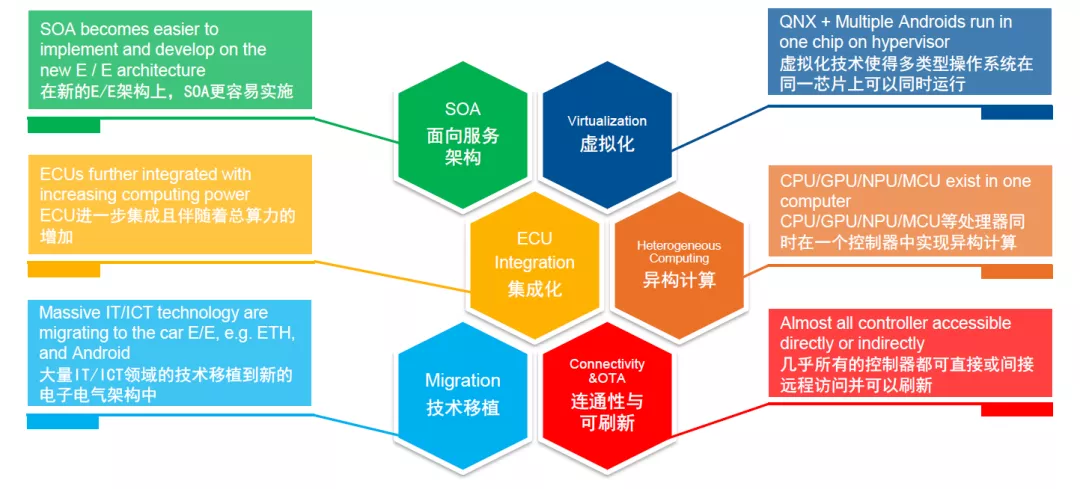 SOA becomes easier to
implement and develop on the
new E / E architecture
在新的E/E架构上，SOA更容易实施
ECUs further integrated with
increasing computing power
ECU进一步集成且伴随着总算力的
增加
Massive IT/ICT technology are
migrating to the car E/E, e.g. ETH,
and Android
大量IT/ICT领域的技术移植到新的
电子电气架构中
SOA
面向服务
架构
Virtualization
虚拟化
ECU
Integration
集成化
Heterogeneous
Computing
异构计算
Migration
技术移植
Connectivity
&OTA
连通性与
可刷新
QNX + Multiple Androids run in
one chip on hypervisor
虚拟化技术使得多类型操作系统在
同一芯片上可以同时运行
CPU/GPU/NPU/MCU exist in one
computer
CPU/GPU/NPU/MCU等处理器同
时在一个控制器中实现异构计算
Almost all controller accessible
directly or indirectly
几乎所有的控制器都可直接或间接
远程访问并可以刷新